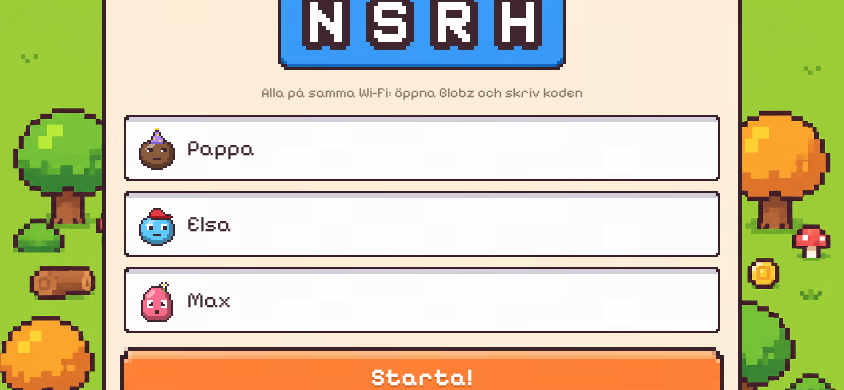 NSRH
Alla på samma Wi-Fi: öppna Blobz och skriv koden
Pappa
Elsa
Max
Starta!